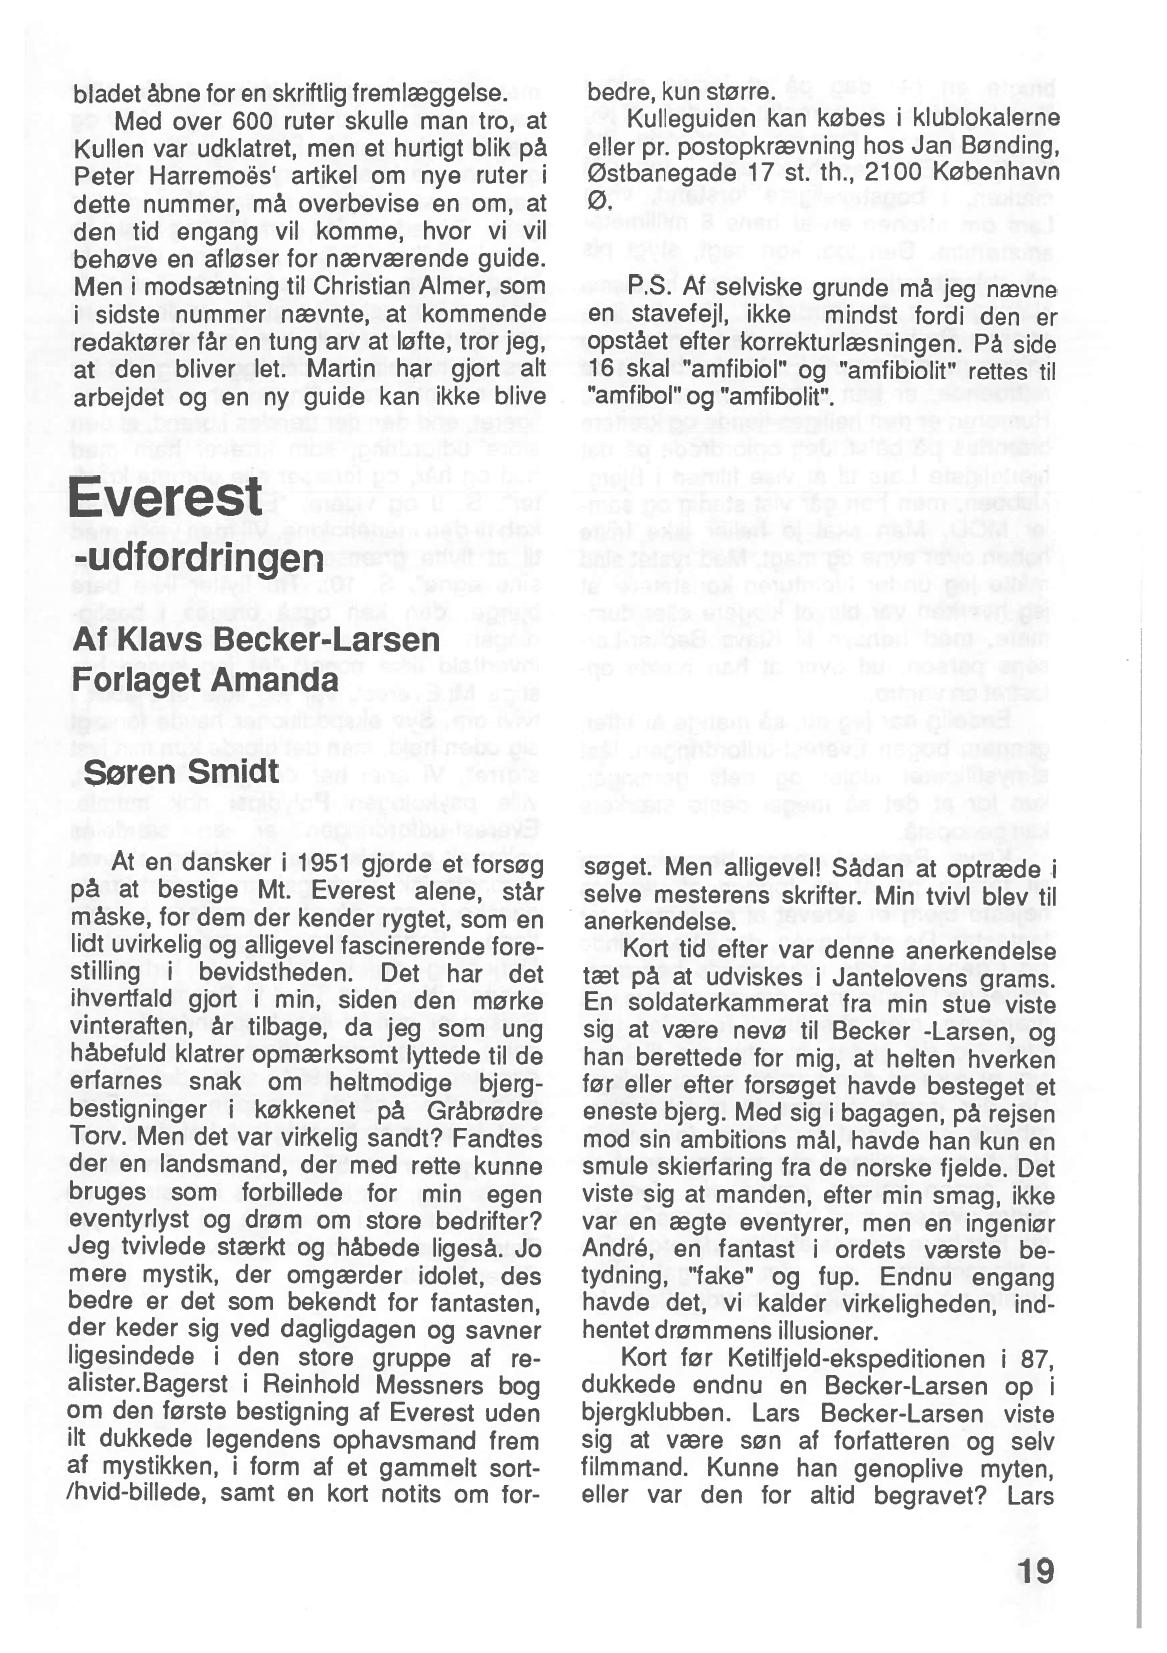 bladet åbne for en skriftlig fremlæggelse.
Med over 600 ruter skulle man tro, at
Kullen var udklatret, men et hurtigt blik på
Peter Harremoës' artikel om nye ruter i
dette nummer, må overbevise en om, at
den tid engang vil komme, hvor vi vil
behøve en afløser for nærværende guide.
Men i modsætning til Christian Almer, som
i sidste nummer nævnte, at kommende
redaktører får en tung arv at løfte, tror jeg,
at den bliver let. Martin har gjort alt
arbejdet og en ny guide kan ikke blive
bedre, kun større.
Kulleguiden kan købes i klublokalerne
eller pr. postopkrævning hos Jan Bønding,
Østbanegade 17 st. th., 2100 København
Ø.
P.S. Af selviske grunde må jeg nævne
en stavefejl, ikke mindst fordi den er
opstået efter korrekturlæsningen. På side
16 skal "amfibiol" og "amfibiolit" rettes til
"amfibol" og "amfibolit".
Everest
-udfordringen
Af Klavs Becker-Larsen
Forlaget Amanda
Søren Smidt
At en dansker i 1951 gjorde et forsøg
på at bestige Mt. Everest alene, står
måske, for dem der kender rygtet, som en
lidt uvirkelig og alligevel fascinerende fore-
stilling i bevidstheden. Det har det
ihvertfald gjort i min, siden den mørke
vinteraften, år tilbage, da jeg som ung
håbefuld klatrer opmærksomt lyttede til de
erfarnes snak om heltmodige bjerg-
bestigninger i køkkenet på Gråbrødre
Torv. Men det var virkelig sandt? Fandtes
der en landsmand, der med rette kunne
bruges som forbillede for min egen
eventyrlyst og drøm om store bedrifter?
Jeg tvivlede stærkt og håbede ligeså. Jo
mere mystik, der omgærder idolet, des
bedre er det som bekendt for fantasten,
der keder sig ved dagligdagen og savner
ligesindede i den store gruppe af re-
alister.Bagerst i Reinhold Messners bog
om den første bestigning af Everest uden
ilt dukkede legendens ophavsmand frem
af mystikken, i form af et gammelt sort-
/hvid-billede, samt en kort notits om for-
søget. Men alligevel! Sådan at optræde i
selve mesterens skrifter. Min tvivl blev til
anerkendelse.
Kort tid efter var denne anerkendelse
tæt på at udviskes i Jantelovens grams.
En soldaterkammerat fra min stue viste
sig at være nevø til Becker -Larsen, og
han berettede for mig, at helten hverken
før eller efter forsøget havde besteget et
eneste bjerg. Med sig i bagagen, på rejsen
mod sin ambitions mål, havde han kun en
smule skierfaring fra de norske fjelde. Det
viste sig at manden, efter min smag, ikke
var en ægte eventyrer, men en ingeniør
André, en fantast i ordets værste be-
tydning, "fake" og fup. Endnu engang
havde det, vi kalder virkeligheden, ind-
hentet drømmens illusioner.
Kort før Ketilfjeld-ekspeditionen i 87,
dukkede endnu en Becker-Larsen op i
bjergklubben. Lars Becker-Larsen viste
sig at være søn af forfatteren og selv
filmmand. Kunne han genoplive myten,
eller var den for altid begravet? Lars
19